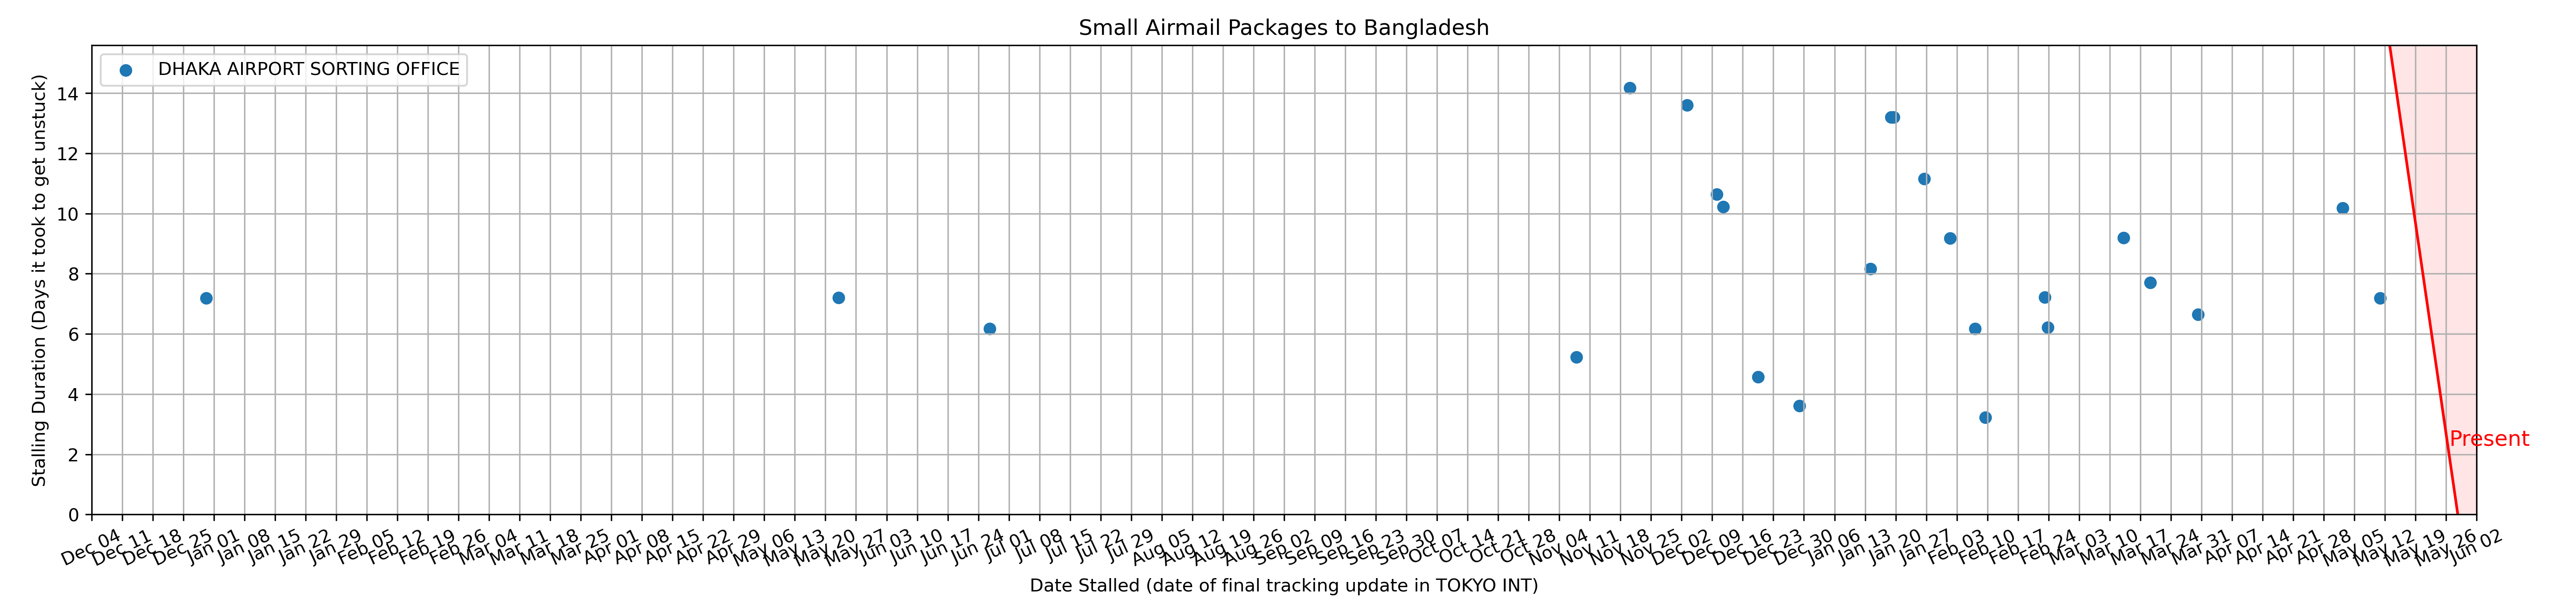 Small Airmail Packages to Bangladesh
DHAKA AIRPORT SORTING OFFICE
Stalling Duration (Days it took to get unstuck)
14
12
10
8
6
4
2
0
Present
Dec 04
Dec 11
Dec 18
Dec 25
Jan 01
Jan 08
Jan 15
Jan 22
Jan 29
Feb 05
Feb 12
Feb 19
Feb 26
Mar 04
Mar 11
Mar 18
Mar 25
Apr 01
Apr 08
Apr 15
Apr 22
Apr 29
May 06
May 13
May 20
May 27
Jun 03
Jun 10
Jun 17
Jun 24
Jul 01
Jul 08
Jul 15
Jul 22
Jul 29
Aug 05
Aug 12
Aug 19
Aug 26
Sep 02
Sep 09
Sep 16
Sep 23
Sep 30
Oct 07
Oct 14
Oct 21
Oct 28
Nov 04
Nov 11
Nov 18
Nov 25
Dec 02
Dec 09
Dec 16
Dec 23
Dec 30
Jan 06
Jan 13
Jan 20
Jan 27
Feb 03
Feb 10
Feb 17
Feb 24
Mar 03
Mar 10
Mar 17
Mar 24
Mar 31
Apr 07
Apr 14
Apr 21
Apr 28
May 05
May 12
May 19
May 26
Jun 02
Date Stalled (date of final tracking update in TOKYO INT)